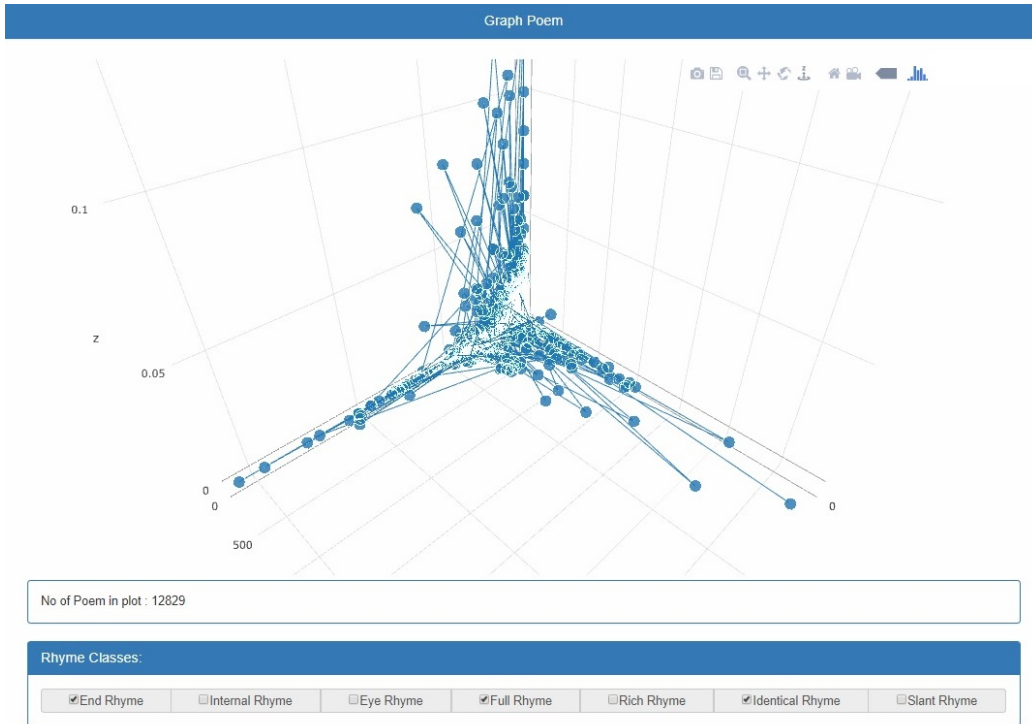 Graph Poem
0.1
z
0.05
0
0
0
500
No of Poem in plot : 12829
Rhyme Classes:
End Rhyme Internal Rhyme Eye Rhyme Full Rhyme Rich Rhyme Identical Rhyme Slant Rhyme